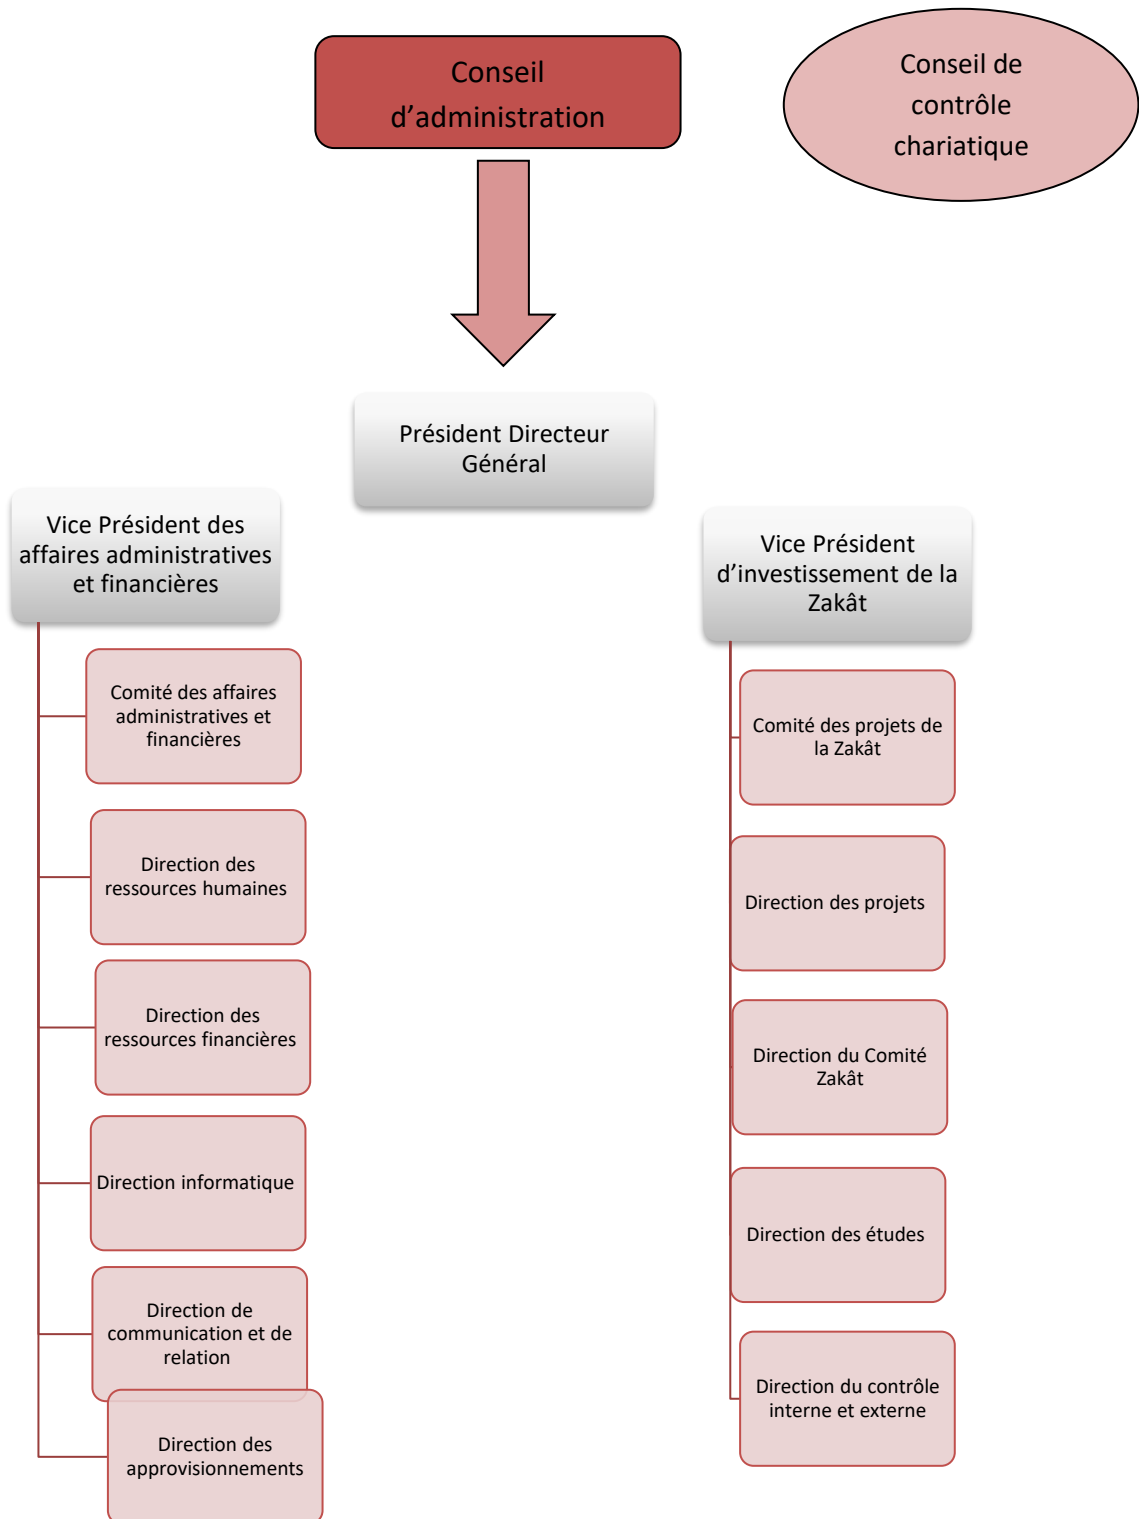 Conseil
d’administration
Conseil de
contrôle
chariatique
Président Directeur
Général
Vice Président des
affaires administratives
et financières
Comité des affaires
administratives et
financières
Direction des
ressources humaines
Direction des
ressources financières
Direction informatique
Direction de
communication et de
relation
Direction des
approvisionnements
Vice Président
d’investissement de la
Zakât
Comité des projets de
la Zakât
Direction des projets
Direction du Comité
Zakât
Direction des études
Direction du contrôle
interne et externe